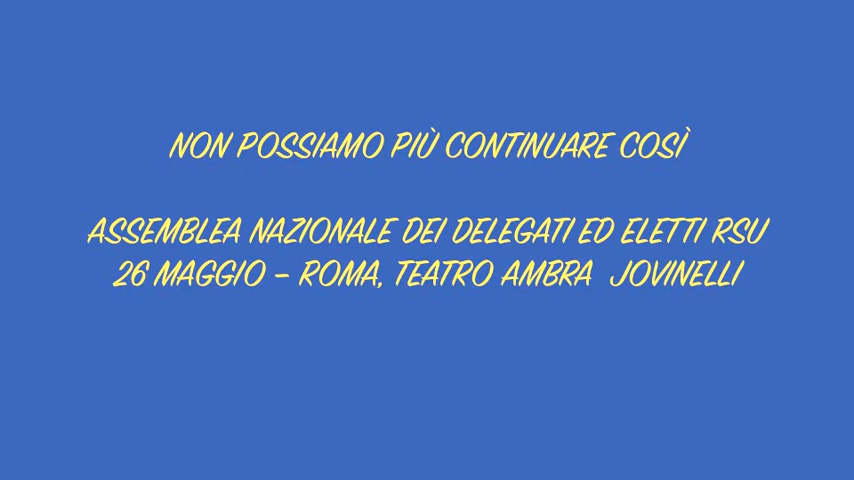 NON POSSIAMO PIÙ CONTINUARE COSÌ
ASSEMBLEA NAZIONALE DEI DELEGATI ED ELETTI RSU
26 MAGGIO – ROMA, TEATRO AMBRA JOVINELLI